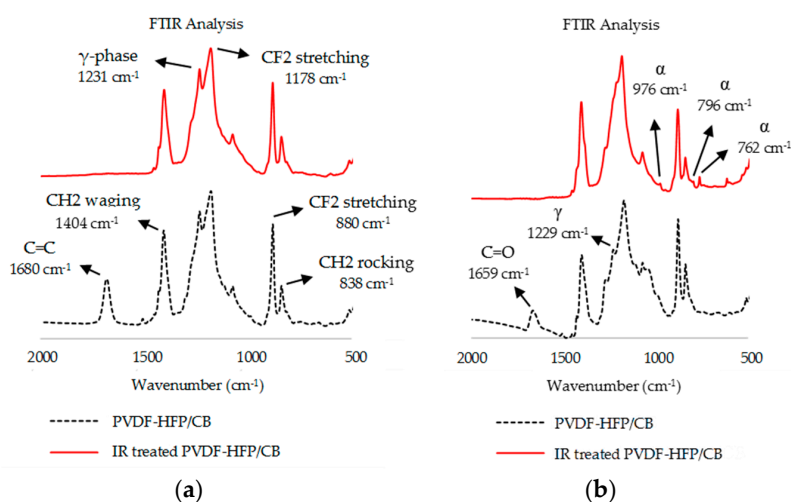 FTIR Analysis
γ-phase
1231 cm-1
CF2 stretching
1178 cm-1
CH2 waging
1404 cm-1
C=C
1680 cm-1
CF2 stretching
880 cm-1
CH2 rocking
838 cm-1
2000 1500 1000 500
Wavenumber (cm-1)
PVDF-HFP/CB
IR treated PVDF-HFP/CB
(a)
FTIR Analysis
α
976 cm-1
α
796 cm-1
α
762 cm-1
γ
1229 cm-1
C=O
1659 cm-1
2000 1500 1000 500
Wavenumber (cm-1)
PVDF-HFP/CB
IR treated PVDF-HFP/CB
(b)